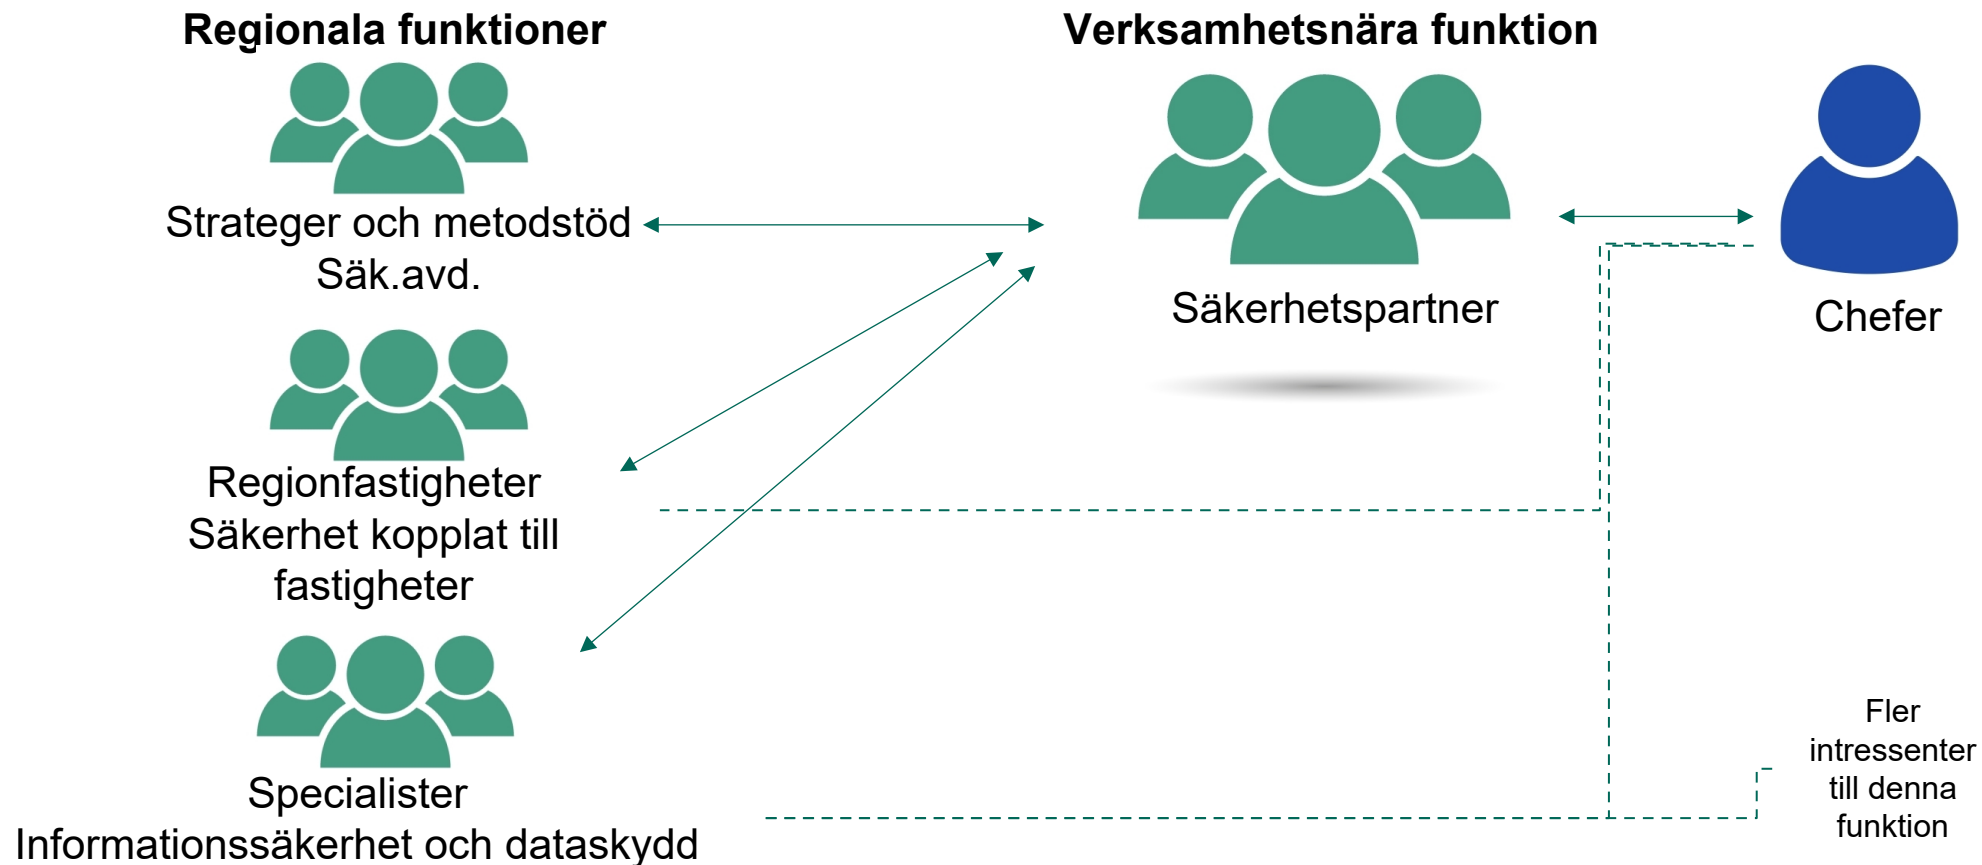 Regionala funktioner
Verksamhetsnära funktion
Strateger och metodstöd
Säk.avd.
Säkerhetspartner
Chefer
Regionfastigheter
Säkerhet kopplat till
fastigheter
Specialister
Informationssäkerhet och dataskydd
Fler
intressenter
till denna
funktion